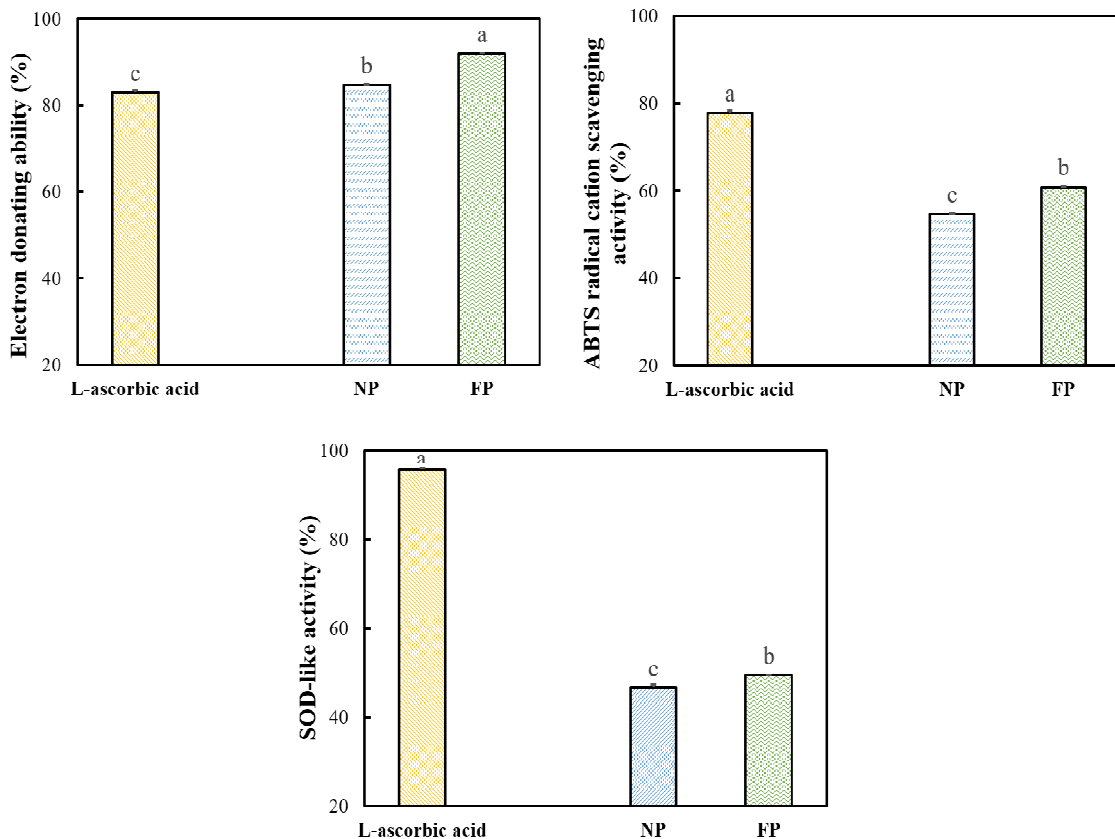 Electron donating ability (%)
100
80
60
40
20
c
b
a
L-ascorbic acid
NP
FP
ABTS radical cation scavenging
activity (%)
100
80
60
40
20
a
c
b
L-ascorbic acid
NP
FP
SOD-like activity (%)
100
80
60
40
20
a
c
b
L-ascorbic acid
NP
FP